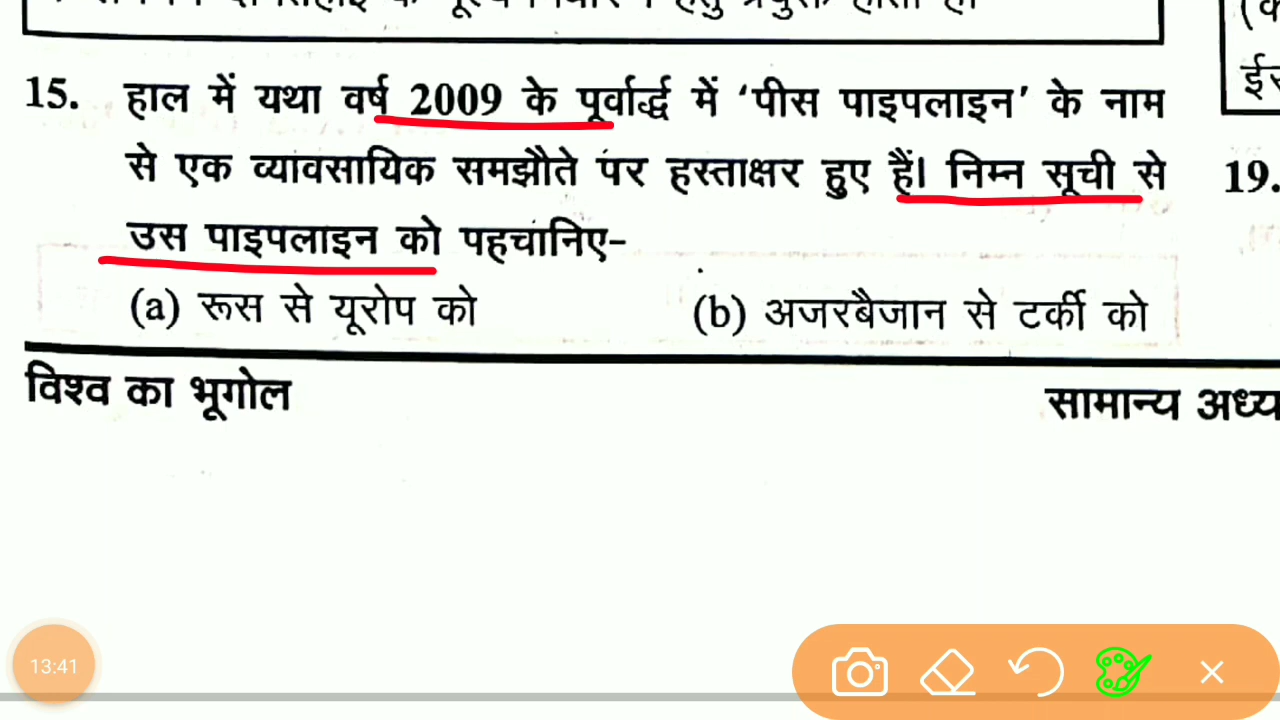 15. हाल में यथा वर्ष 2009 के पूर्वार्द्ध में ‘पीस पाइपलाइन’ के नाम
से एक व्यावसायिक समझौते पर हस्ताक्षर हुए हैं। निम्न सूची से
19.
उस पाइपलाइन को पहचानिए-
(a) रूस से यूरोप को (b) अजरबैजान से टर्की को
विश्व का भूगोल
सामान्य
13:41